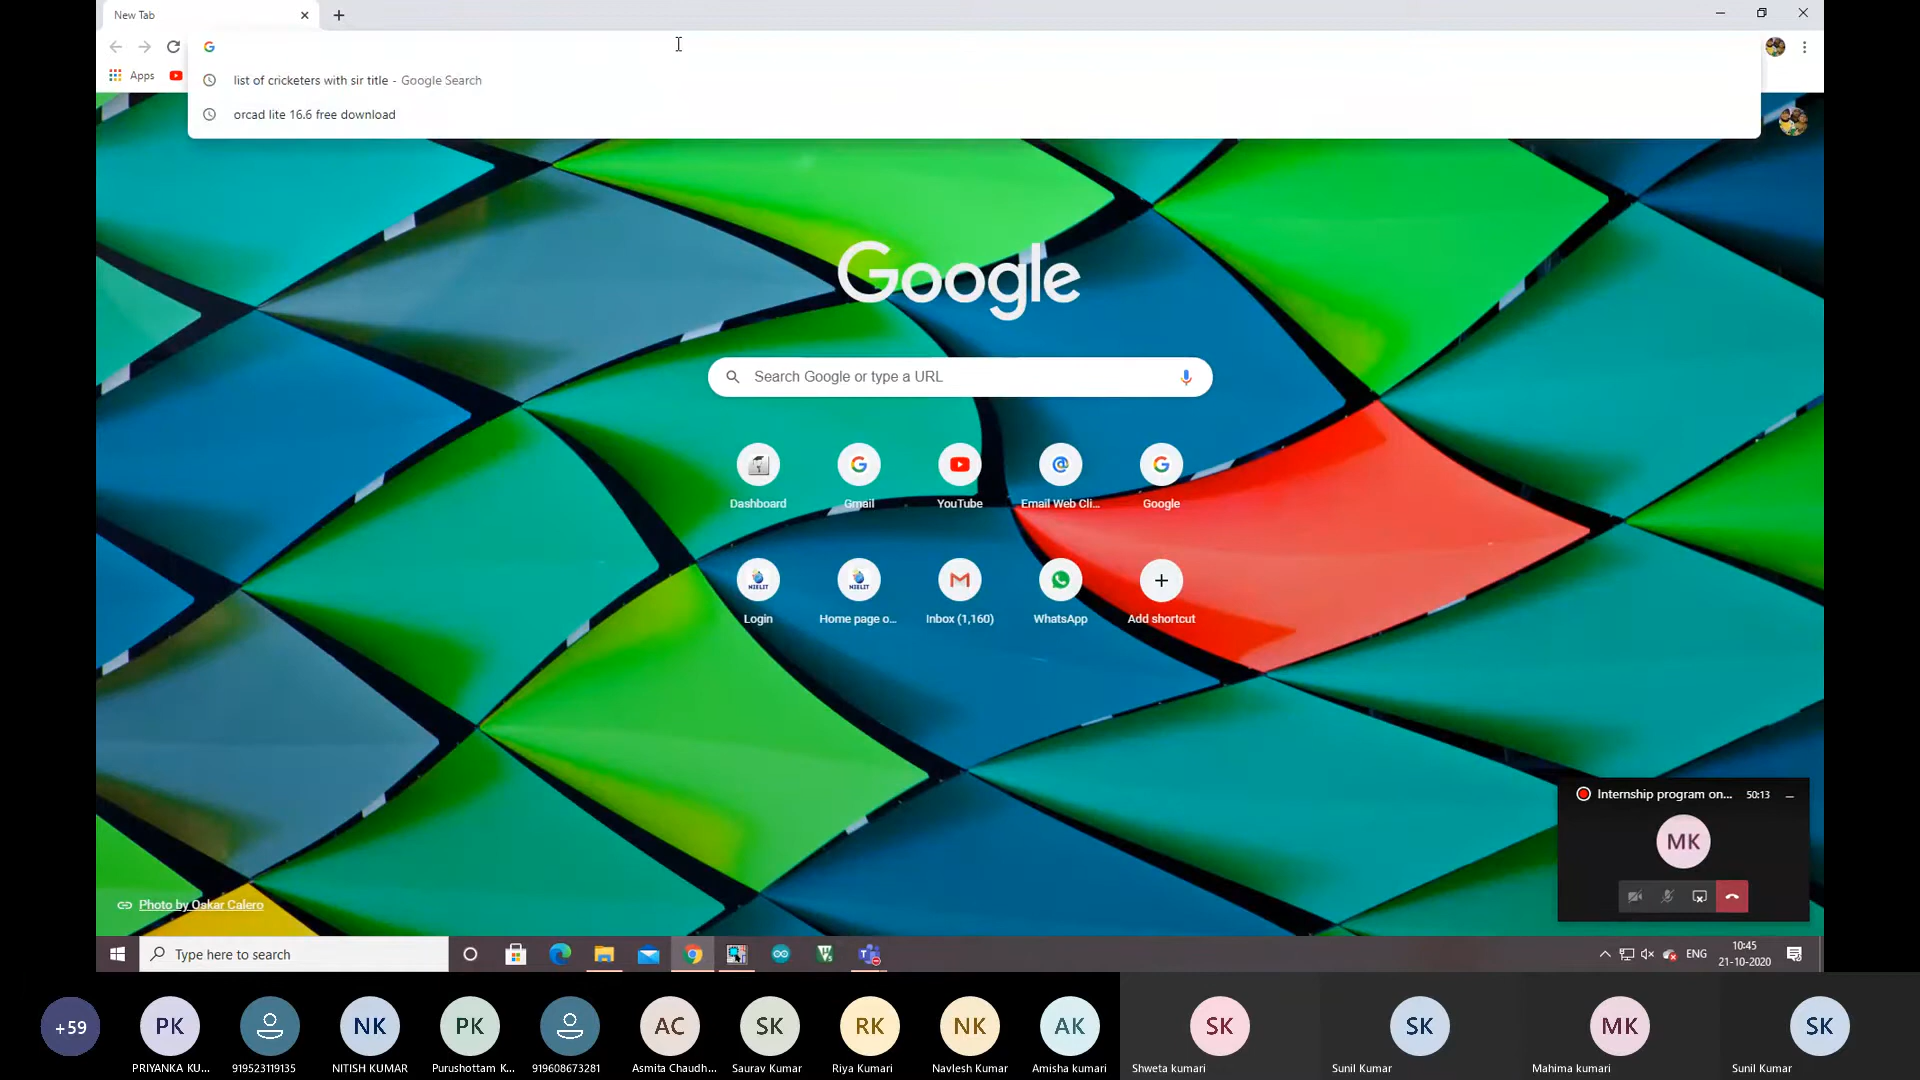 New Tab
Apps
list of cricketers with sir title - Google Search
orcad lite 16.6 free download
Google
Search Google or type a URL
Dashboard
Gmail
YouTube
Email Web Cli...
Google
NIELIT
NIELIT
Login
Home page o...
Inbox (1,160)
WhatsApp
Add shortcut
Internship program on...
50:13
MK
Photo by Oskar Calero
Type here to search
ENG
10:45
21-10-2020
+59
PK
NK
PK
AC
SK
RK
NK
AK
SK
SK
MK
SK
PRIYANKA KU...
919523119135
NITISH KUMAR
Purushottam K...
919608673281
Asmita Chaudh...
Saurav Kumar
Riya Kumari
Navlesh Kumar
Amisha kumari
Shweta kumari
Sunil Kumar
Mahima kumari
Sunil Kumar